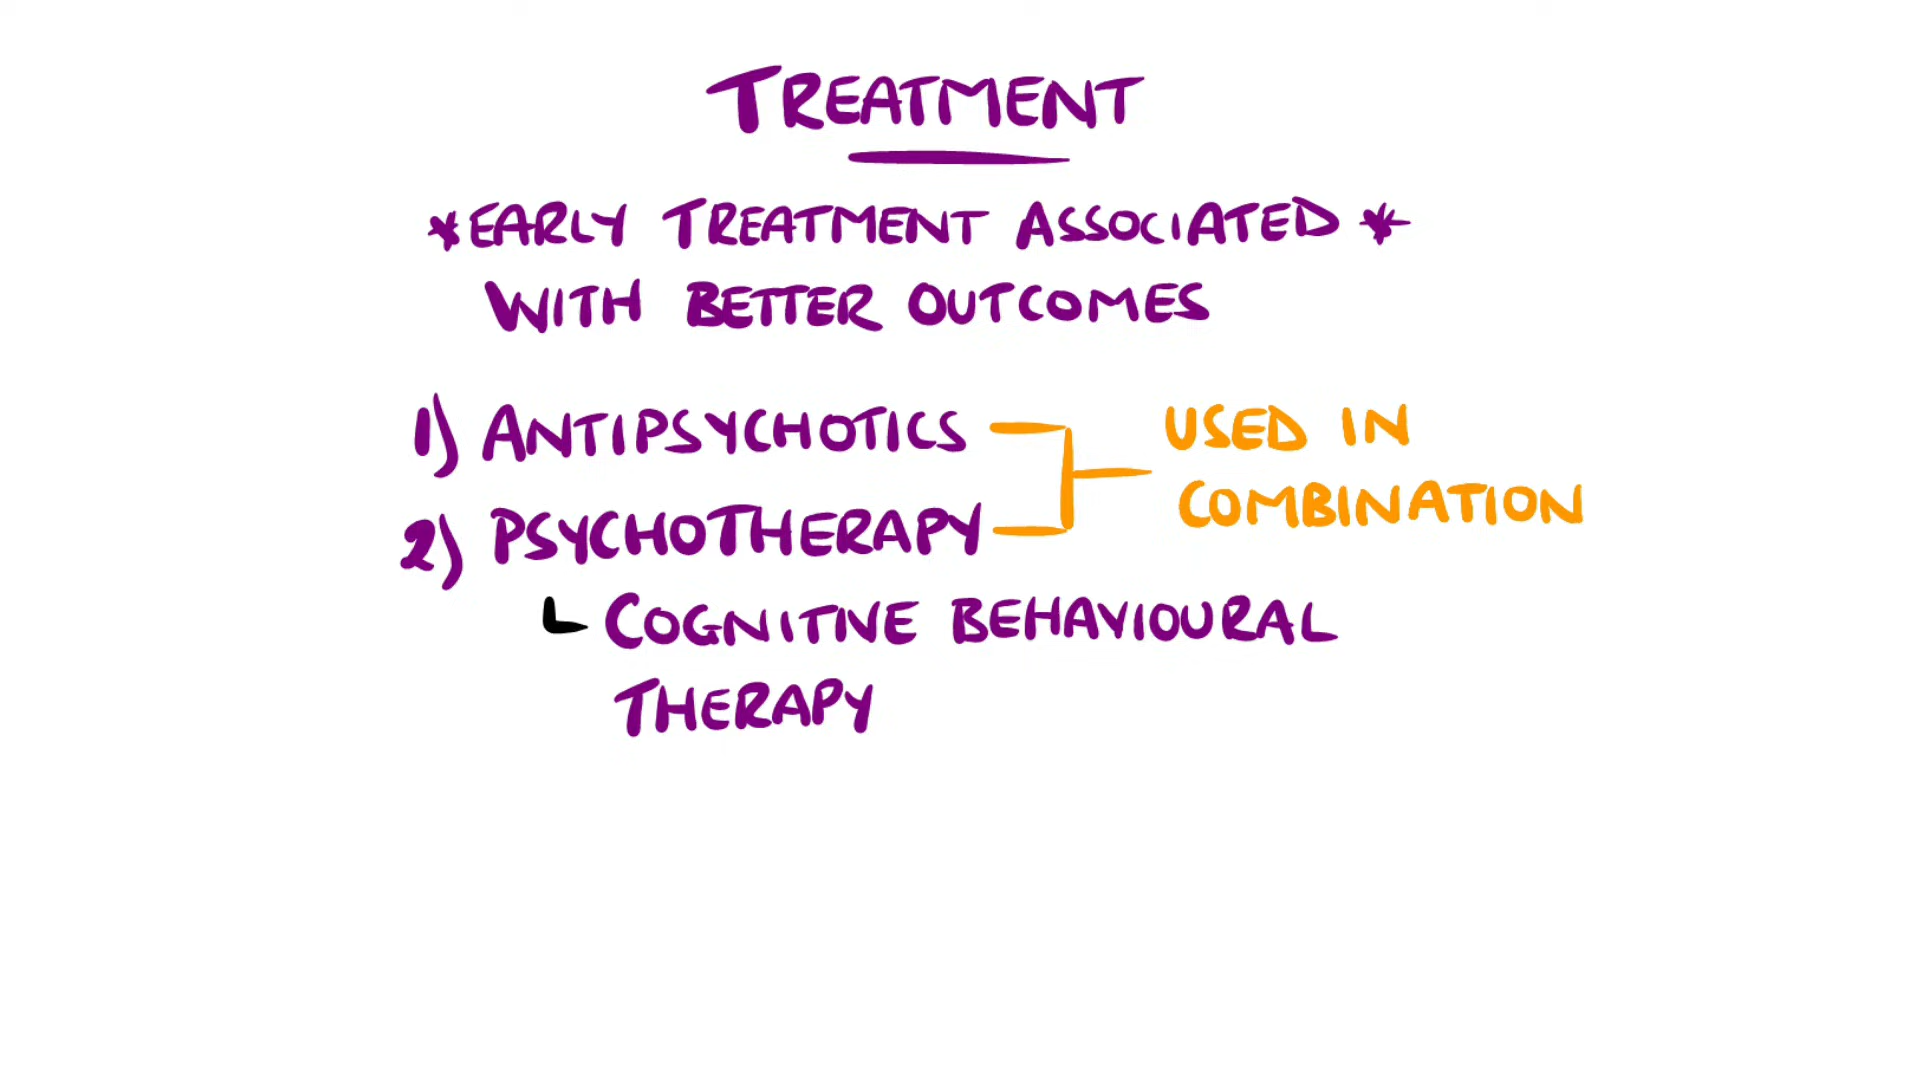 TREATMENT
*EARLY TREATMENT ASSOCIATED *
WITH BETTER OUTCOMES
1) ANTIPSYCHOTICS
USED IN
COMBINATION
2) PSYCHOTHERAPY
COGNITIVE BEHAVIOURAL
THERAPY